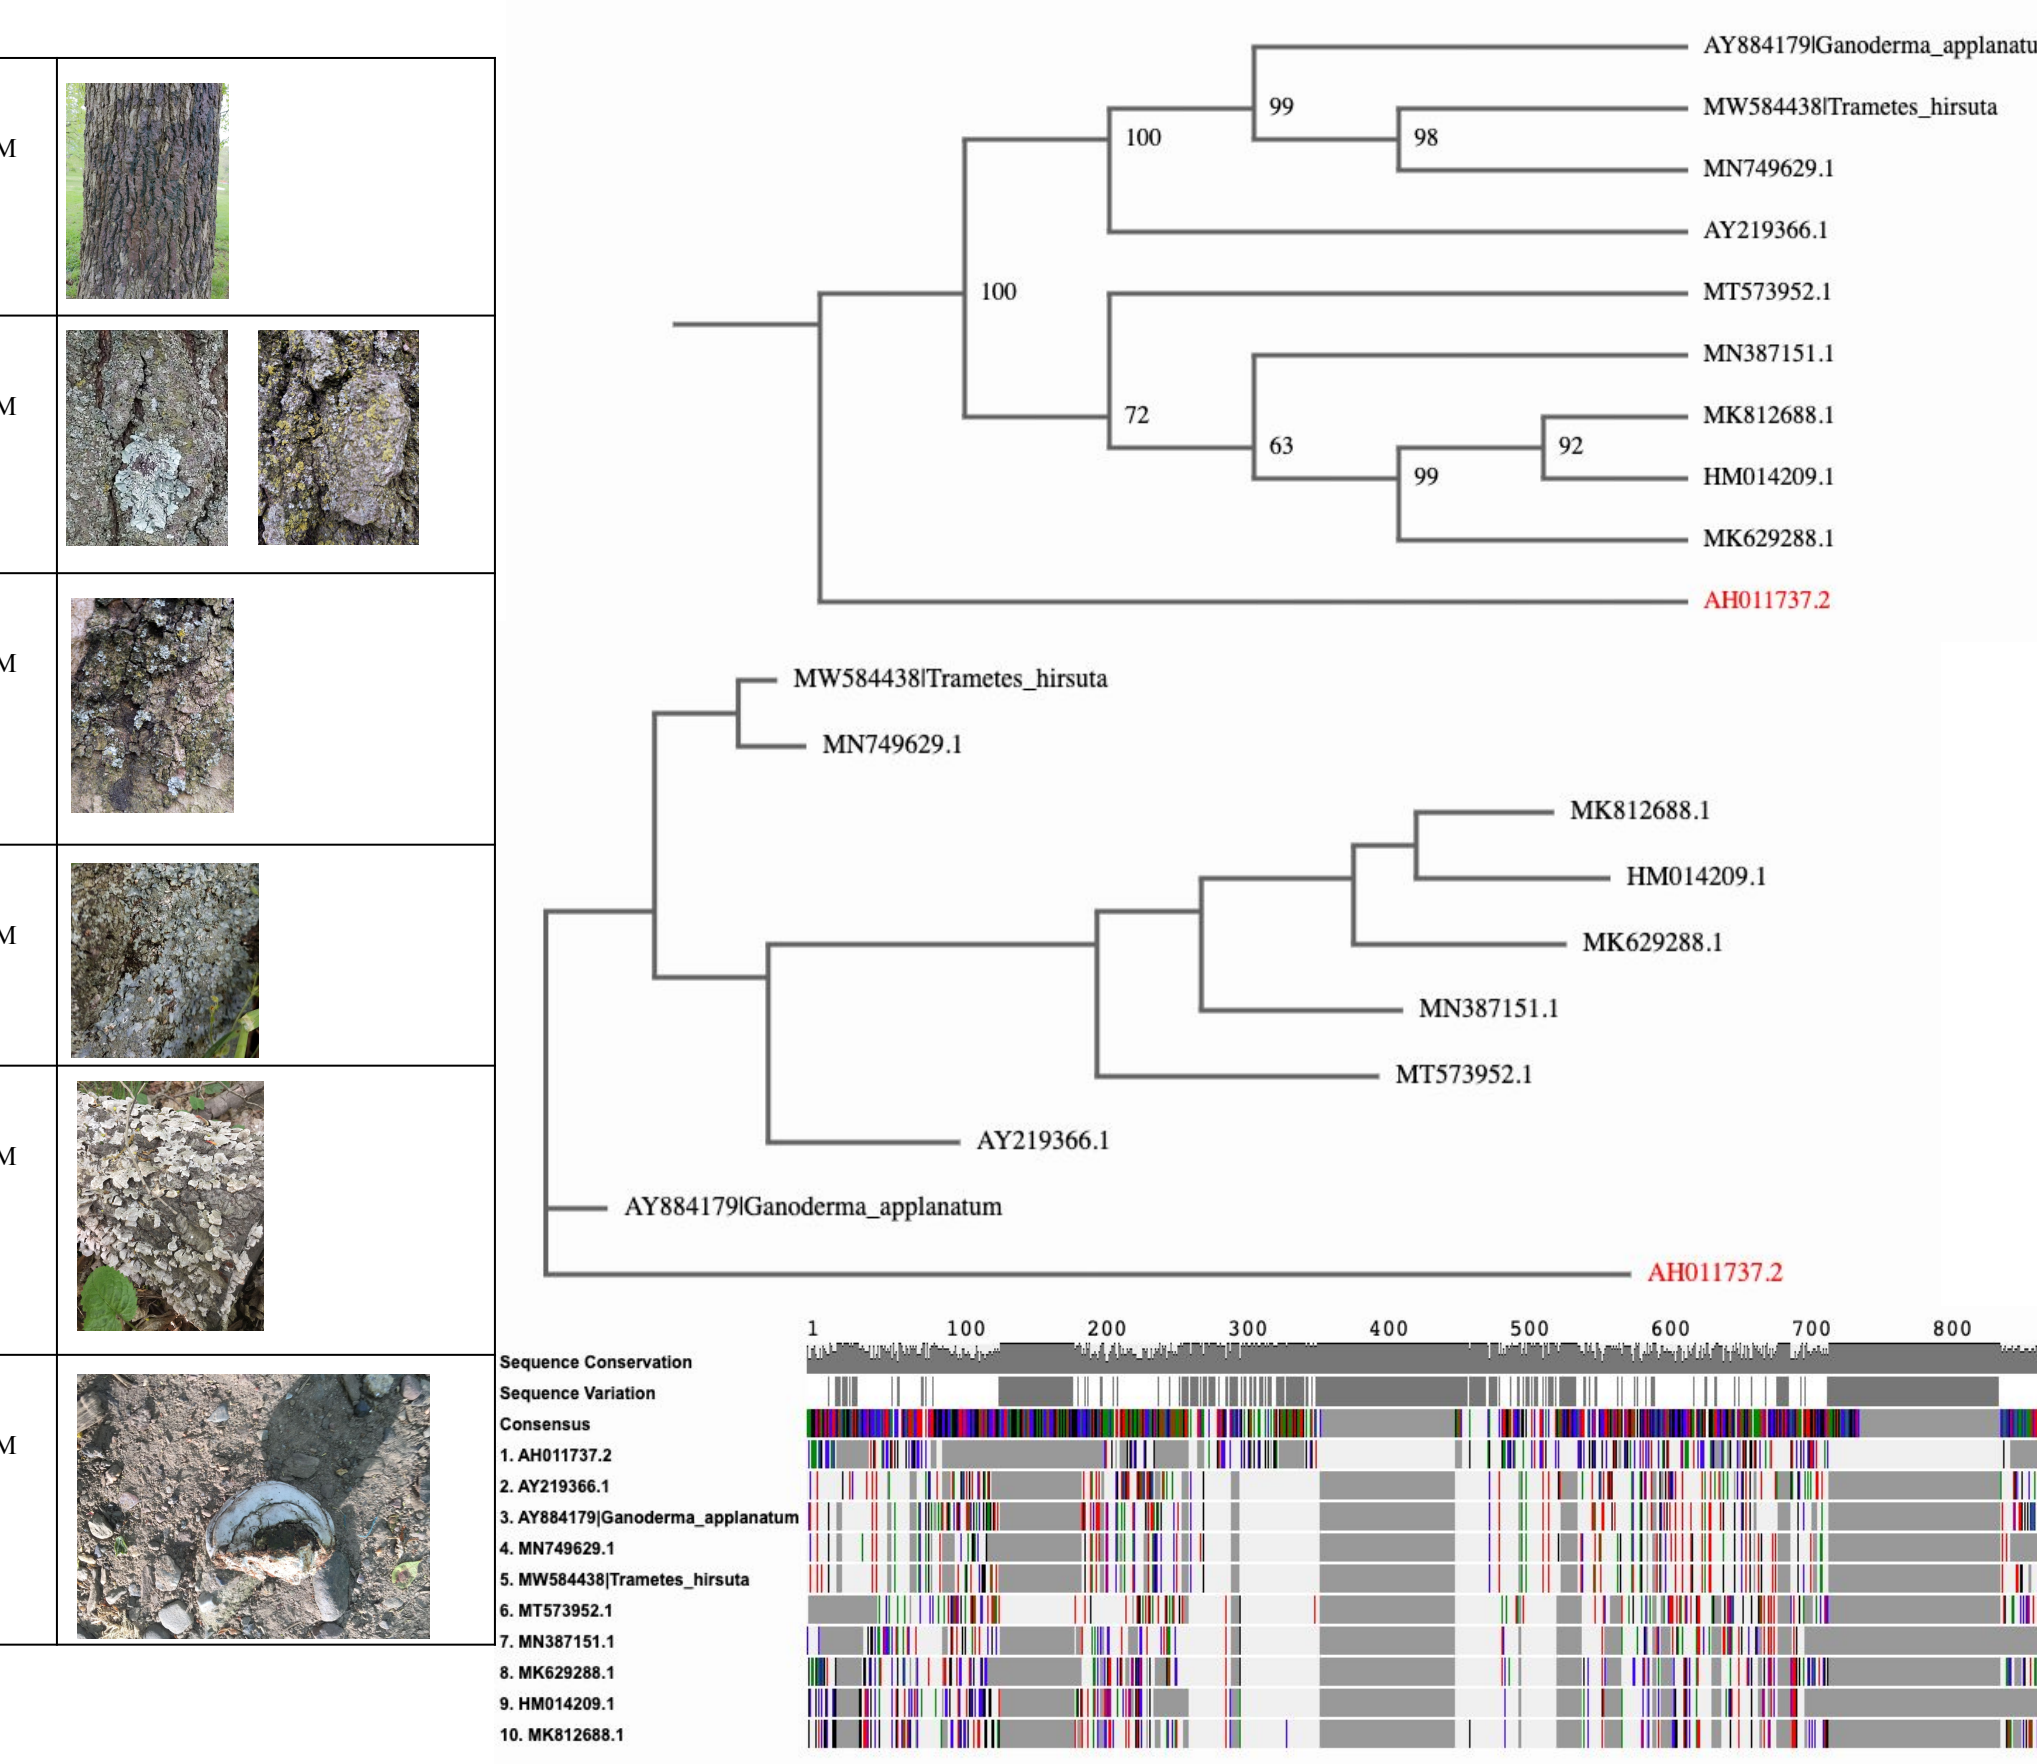 M
M
M
M
M
M
AY884179|Ganoderma_applanatu
99
MW584438|Trametes_hirsuta
100
98
MN749629.1
AY219366.1
100
MT573952.1
MN387151.1
72
MK812688.1
63
92
99
HM014209.1
MK629288.1
AH011737.2
MW584438|Trametes_hirsuta
MN749629.1
MK812688.1
HM014209.1
MK629288.1
MN387151.1
MT573952.1
AY219366.1
AY884179|Ganoderma_applanatum
AH011737.2
1 100 200 300 400 500 600 700 800
Sequence Conservation
Sequence Variation
Consensus
1. AH011737.2
2. AY219366.1
3. AY884179|Ganoderma_applanatum
4. MN749629.1
5. MW584438|Trametes_hirsuta
6. MT573952.1
7. MN387151.1
8. MK629288.1
9. HM014209.1
10. MK812688.1